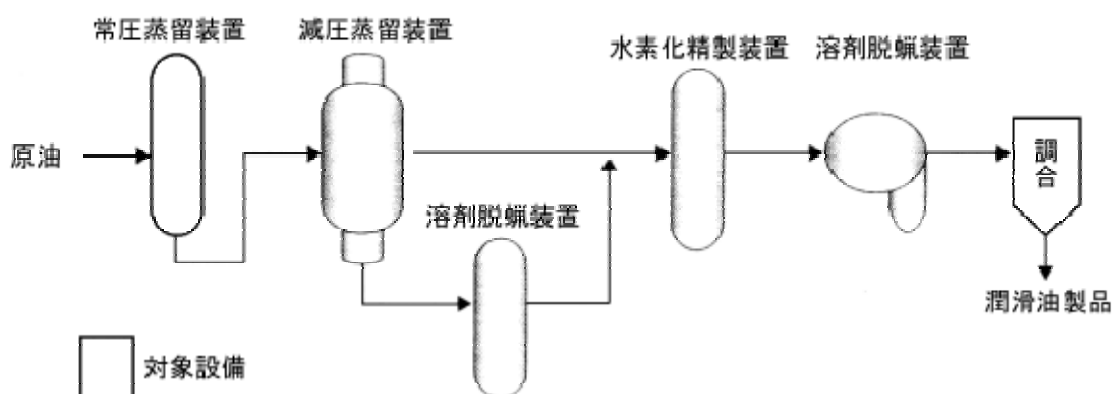 常圧蒸留装置
減圧蒸留装置
水素化精製装置
溶剤脱蝋装置
原油
調合
溶剤脱蝋装置
潤滑油製品
対象設備